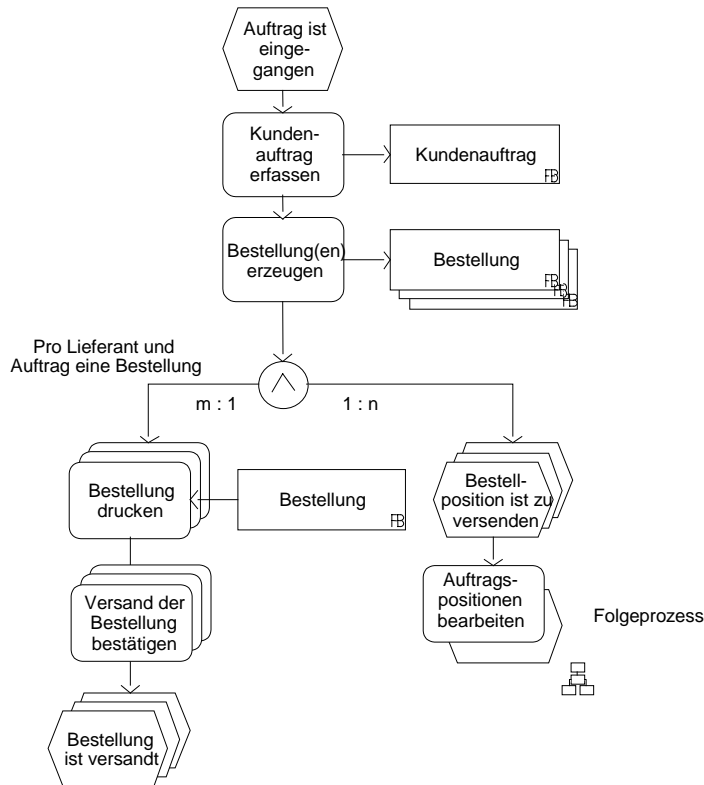 Auftrag ist
einge-
gangen
Kunden-
auftrag
erfassen
Kundenauftrag
FB
Bestellung(en)
erzeugen
Bestellung
FB
FB
FB
Pro Lieferant und
Auftrag eine Bestellung
m : 1
1 : n
Bestellung
drucken
Bestellung
FB
Bestell-
position ist zu
versenden
Versand der
Bestellung
bestätigen
Auftrags-
positionen
bearbeiten
Folgeprozess
Bestellung
ist versandt